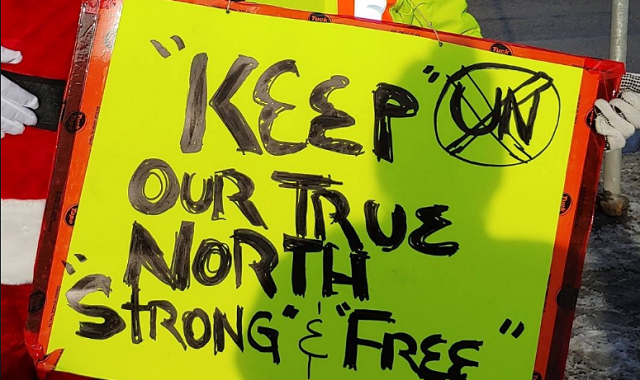 "KEEP" UN
OUR TRUE
NORTH
"STRONG" & "FREE"